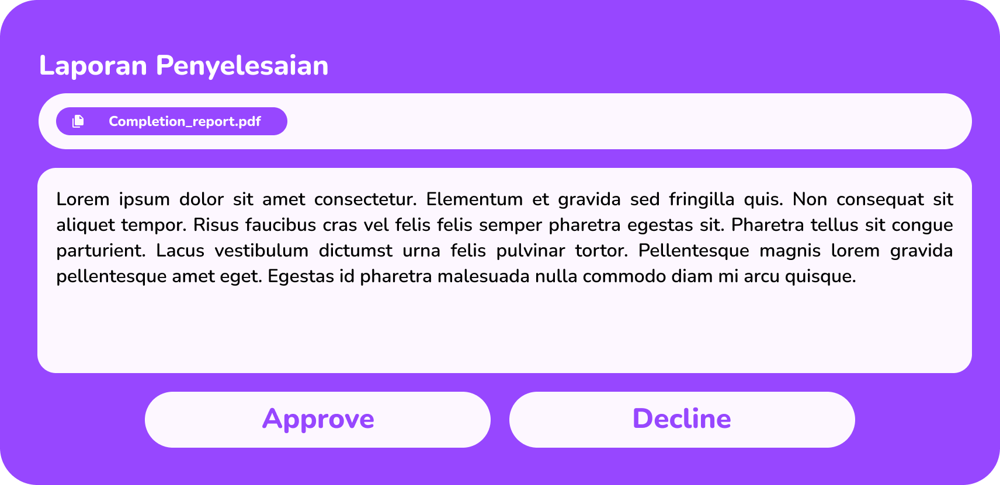 Laporan Penyelesaian
Completion_report.pdf
Lorem ipsum dolor sit amet consectetur. Elementum et gravida sed fringilla quis. Non consequat sit
aliquet tempor. Risus faucibus cras vel felis felis semper pharetra egestas sit. Pharetra tellus sit congue
parturient. Lacus vestibulum dictumst urna felis pulvinar tortor. Pellentesque magnis lorem gravida
pellentesque amet eget. Egestas id pharetra malesuada nulla commodo diam mi arcu quisque.
Approve
Decline